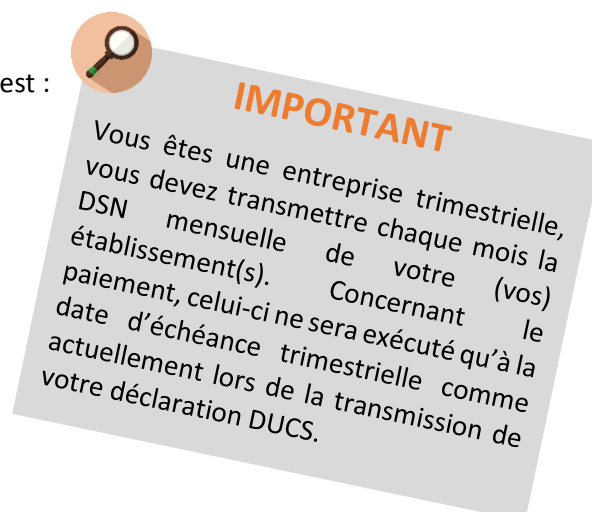 est :
IMPORTANT
Vous êtes une entreprise trimestrielle,
vous devez transmettre chaque mois la
DSN mensuelle de votre (vos)
établissement(s). Concernant le
paiement, celui-ci ne sera exécuté qu’à la
date d’échéance trimestrielle comme
actuellement lors de la transmission de
votre déclaration DUCS.